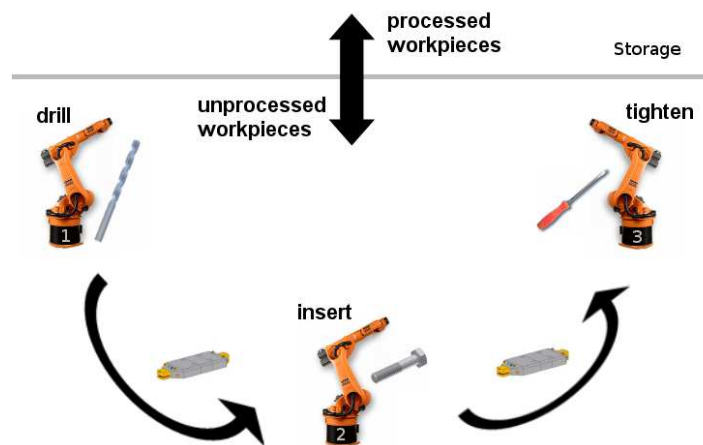 processed
workpieces
Storage
unprocessed
workpieces
drill
tighten
1
3
insert
2